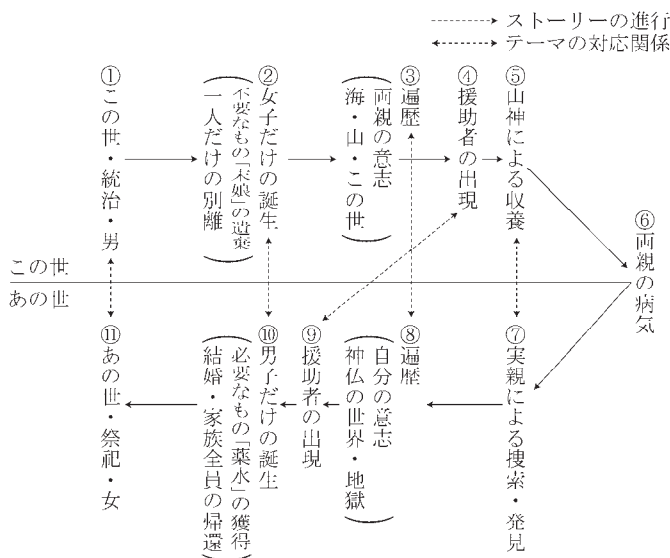 ストーリーの進行
テーマの対応関係
①この世・統治・男
②女子だけの誕生
(不要なもの「末娘」の遺棄
一人だけの別離)
③遍歴
(両親の意志
海・山・この世)
④援助者の出現
⑤山神による収養
⑥両親の病気
この世
あの世
⑦実親による捜索・発見
⑧遍歴
(自分の意志
神仏の世界・地獄)
⑨援助者の出現
⑩男子だけの誕生
(必要なもの「薬水」の獲得
結婚・家族全員の帰還)
⑪あの世・祭祀・女